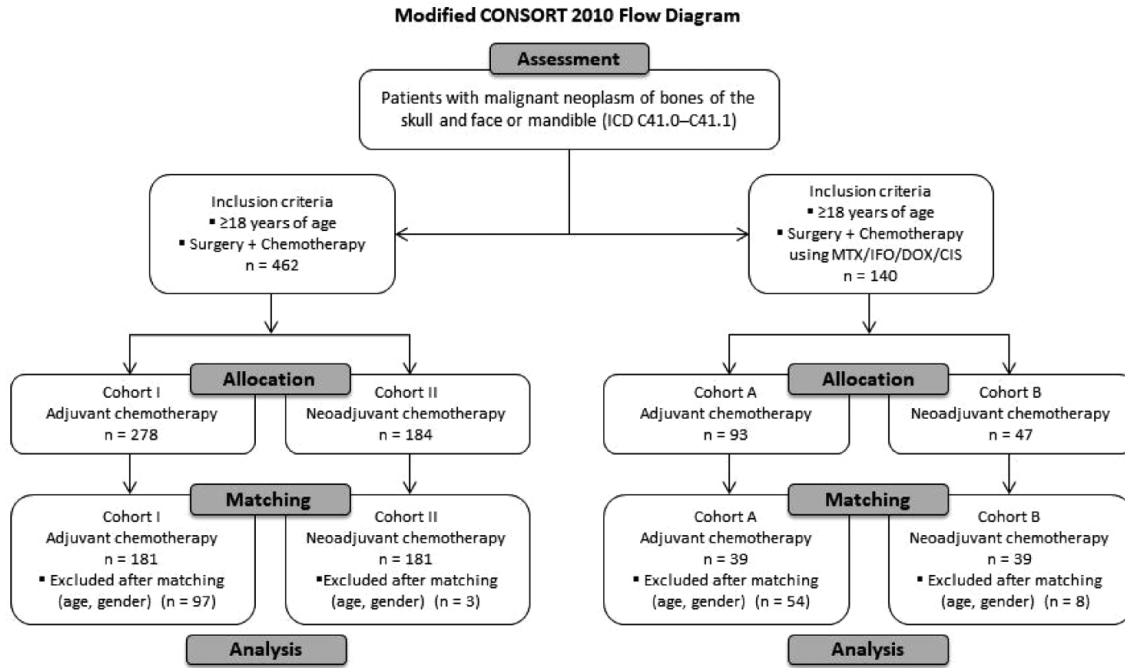 Modified CONSORT 2010 Flow Diagram
Assessment
Patients with malignant neoplasm of bones of the
skull and face or mandible (ICD C41.0–C41.1)
Inclusion criteria
▪ ≥18 years of age
▪ Surgery + Chemotherapy
n = 462
Inclusion criteria
▪ ≥18 years of age
▪ Surgery + Chemotherapy
using MTX/IFO/DOX/CIS
n = 140
Allocation
Cohort I
Adjuvant chemotherapy
n = 278
Cohort II
Neoadjuvant chemotherapy
n = 184
Allocation
Cohort A
Adjuvant chemotherapy
n = 93
Cohort B
Neoadjuvant chemotherapy
n = 47
Matching
Cohort I
Adjuvant chemotherapy
n = 181
▪ Excluded after matching
(age, gender) (n = 97)
Cohort II
Neoadjuvant chemotherapy
n = 181
▪Excluded after matching
(age, gender) (n = 3)
Matching
Cohort A
Adjuvant chemotherapy
n = 39
▪ Excluded after matching
(age, gender) (n = 54)
Cohort B
Neoadjuvant chemotherapy
n = 39
▪ Excluded after matching
(age, gender) (n = 8)
Analysis
Analysis